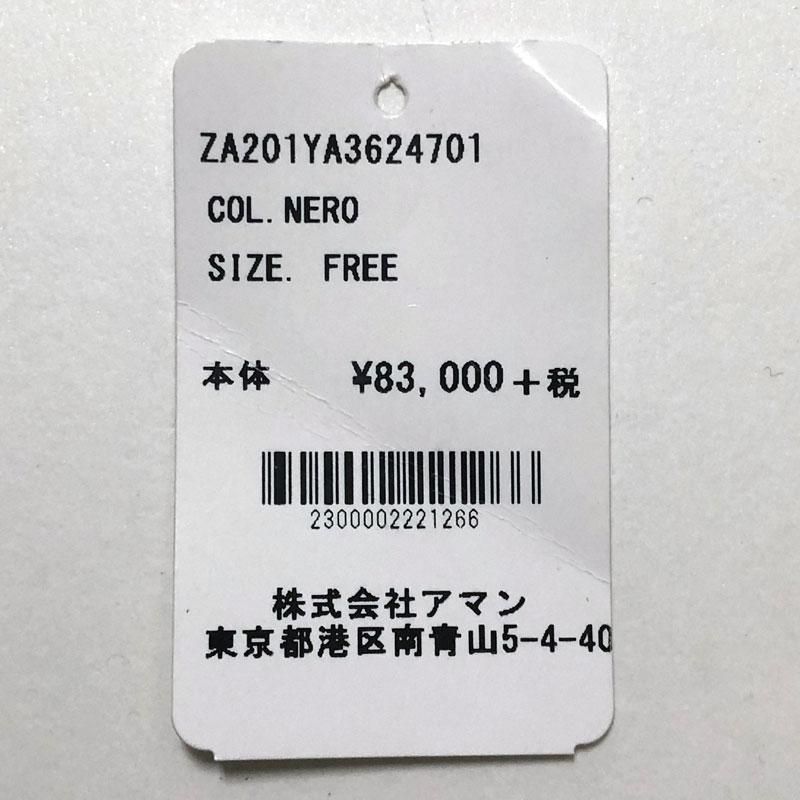 ZA201YA3624701
COL. NERO
SIZE. FREE
本体 ¥83,000+税
2300002221266
株式会社アマン
東京都港区南青山5-4-40